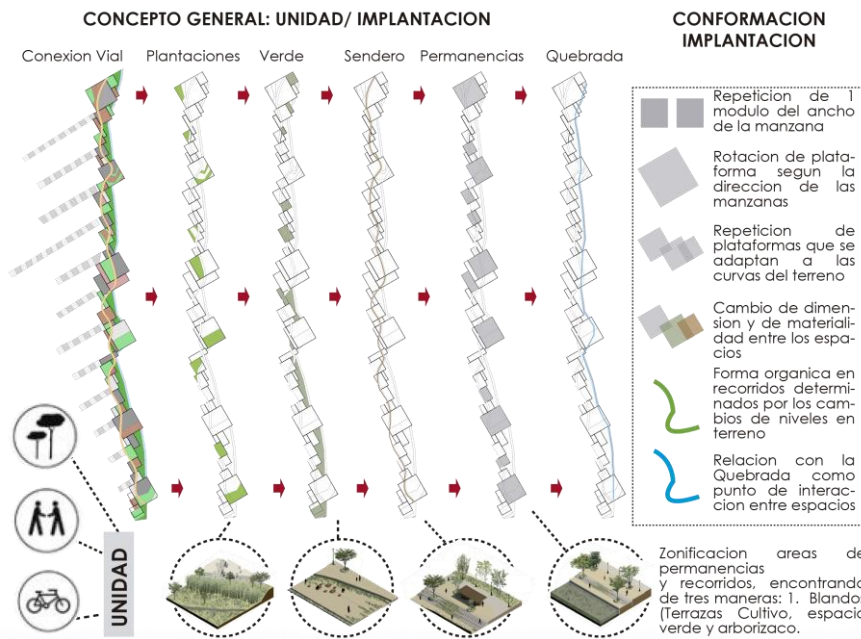 CONCEPTO GENERAL: UNIDAD/ IMPLANTACION
Conexion Vial
Plantaciones
Verde
Sendero
Permanencias
Quebrada
UNIDAD
CONFORMACION
IMPLANTACION
Repeticion de 1
modulo del ancho
de la manzana
Rotacion de plata-
forma segun la
direccion de las
manzanas
Repeticion de
plataformas que se
adaptan a las
curvas del terreno
Cambio de dimen-
sion y de materiali-
dad entre los espa-
cios
Forma organica en
recorridos determi-
nados por los cam-
bios de niveles en
terreno
Relacion con la
Quebrada como
punto de interac-
cion entre espacios
Zonificacion areas de
permanencias
y recorridos, encontrando
de tres maneras: 1. Blandos
(Terrazas Cultivo, espacio
verde y arborizaco.